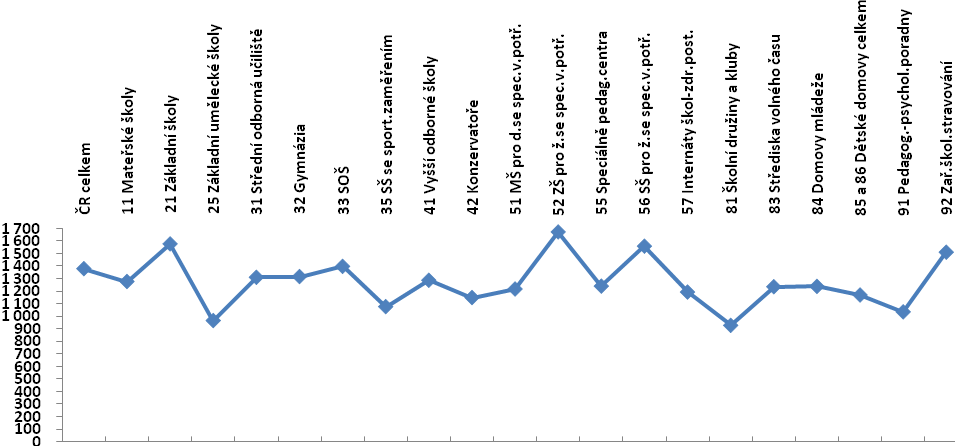 ČR celkem
11 Mateřské školy
21 Základní školy
25 Základní umělecké školy
31 Střední odborná učiliště
32 Gymnázia
33 SOŠ
35 SŠ se sport.zaměřením
41 Vyšší odborné školy
42 Konzervatoře
51 MŠ pro d.se spec.v.potř.
52 ZŠ pro ž.se spec.v.potř.
55 Speciálně pedag.centra
56 SŠ pro ž.se spec.v.potř.
57 Internáty škol-zdr.post.
81 Školní družiny a kluby
83 Střediska volného času
84 Domovy mládeže
85 a 86 Dětské domovy celkem
91 Pedagog.-psychol.poradny
92 Zař.škol.stravování
1 700
1 600
1 500
1 400
1 300
1 200
1 100
1 000
900
800
700
600
500
400
300
200
100
0